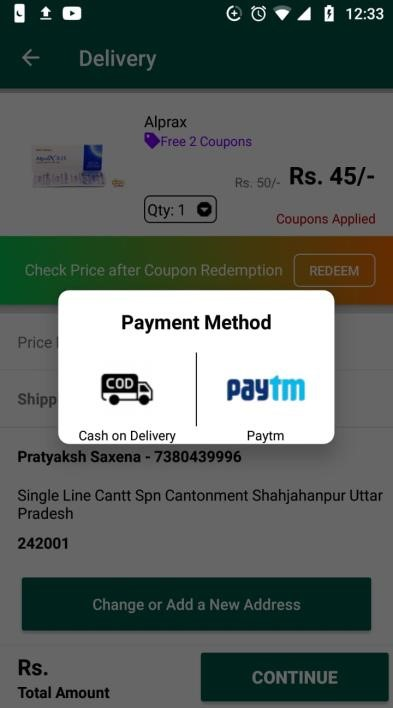 12:33
Delivery
Alprax
Free 2 Coupons
Rs. 50/- Rs. 45/-
Qty: 1
Coupons Applied
Check Price after Coupon Redemption REDEEM
Payment Method
Price
COD
paytm
Shipp
Cash on Delivery Paytm
Pratyaksh Saxena - 7380439996
Single Line Cantt Spn Cantonment Shahjahanpur Uttar
Pradesh
242001
Change or Add a New Address
Rs.
Total Amount
CONTINUE